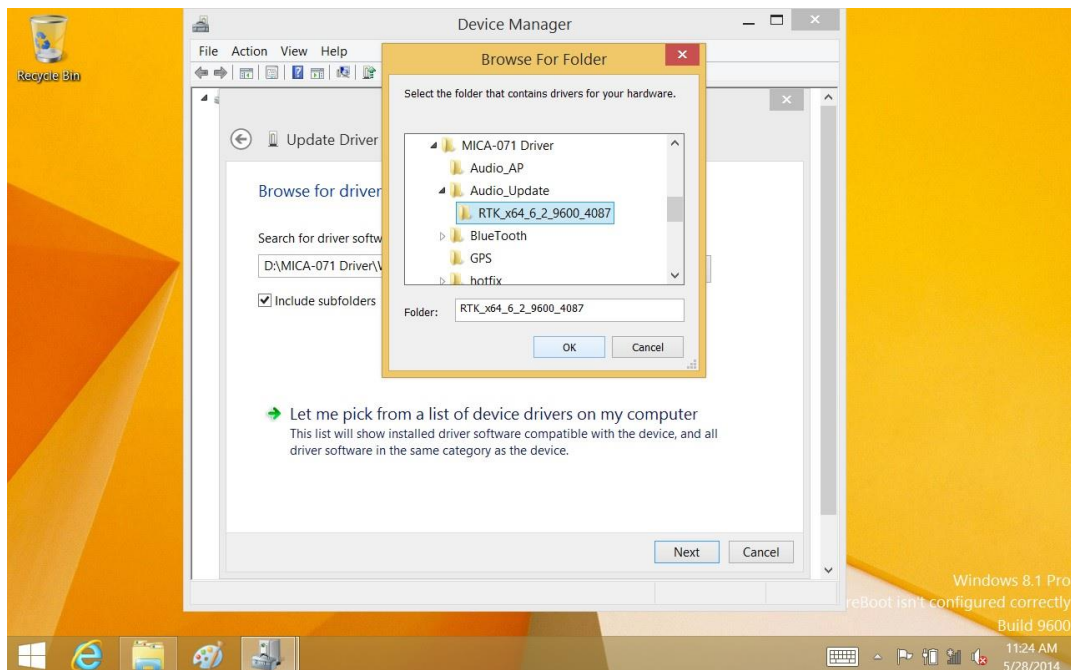 Recycle Bin
Device Manager
File Action View Help
Update Driver
Browse for driver
Search for driver softw
D:\MICA-071 Driver\
Include subfolders
Browse For Folder
Select the folder that contains drivers for your hardware.
MICA-071 Driver
Audio_AP
Audio_Update
RTK_x64_6_2_9600_4087
BlueTooth
GPS
hotfix
Folder: RTK_x64_6_2_9600_4087
OK Cancel
Let me pick from a list of device drivers on my computer
This list will show installed driver software compatible with the device, and all
driver software in the same category as the device.
Next Cancel
Windows 8.1 Pro
reBoot isn't configured correctly
Build 9600
11:24 AM
5/28/2014